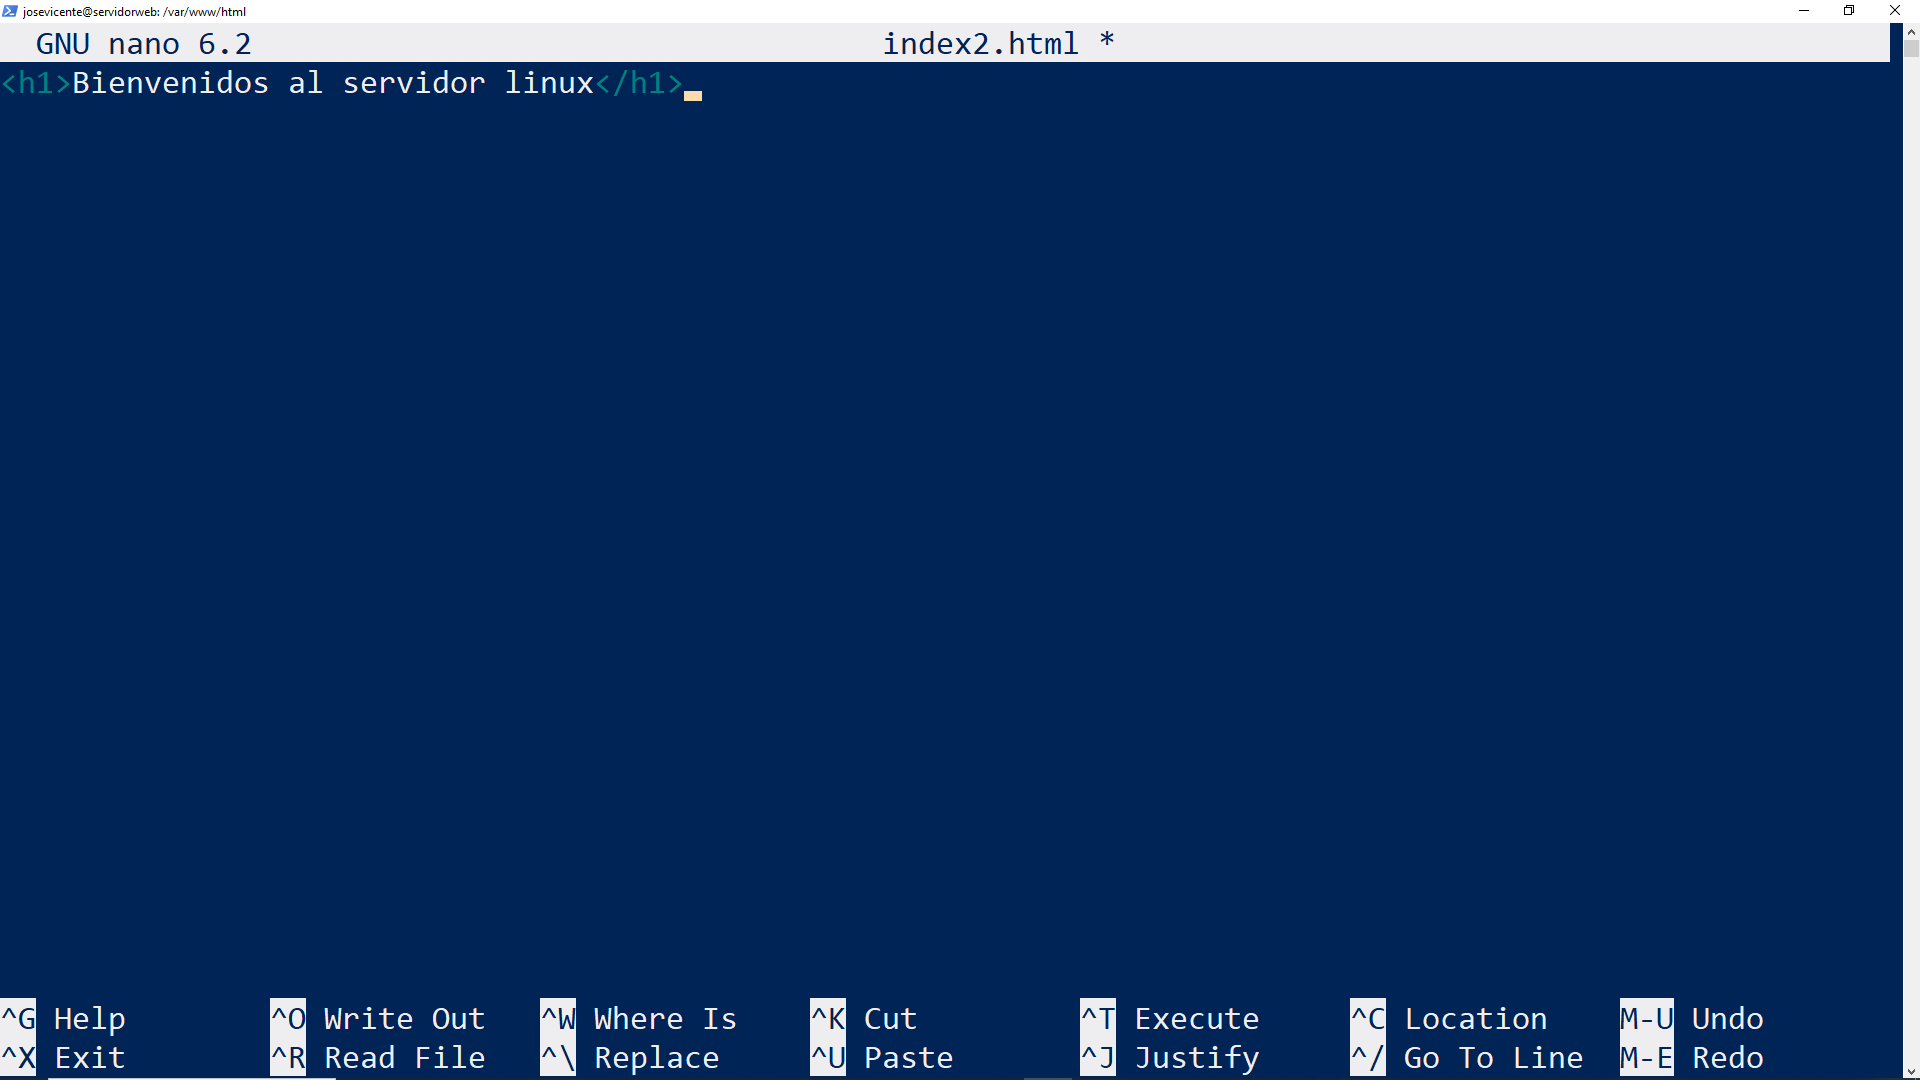 josevicente@servidorweb: /var/www/html
GNU nano 6.2 index2.html *
<h1>Bienvenidos al servidor linux</h1>
^G Help ^O Write Out ^W Where Is ^K Cut ^T Execute ^C Location M-U Undo
^X Exit ^R Read File ^\ Replace ^U Paste ^J Justify ^/ Go To Line M-E Redo